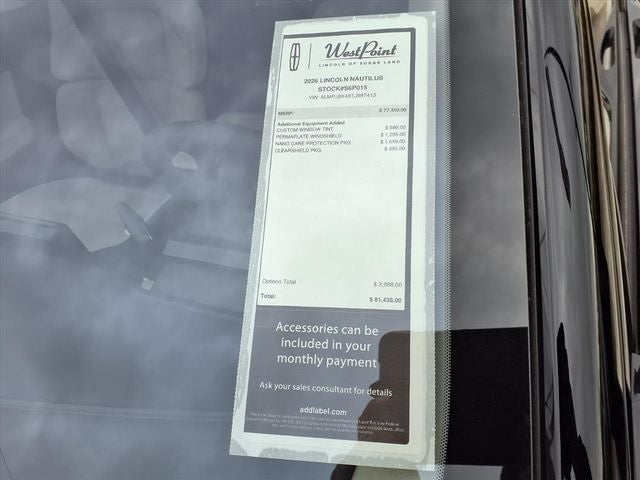 WestPoint
LINCOLN OF SUGAR LAND
2026 LINCOLN NAUTILUS
STOCK#S6P015
VIN: 5LMPJ8K48TJ997413
MSRP: $ 77,450.00
Additional Equipment Added
CUSTOM WINDOW TINT $ 599.00
PERMAPLATE WINDSHIELD $ 1,295.00
NANO CARE PROTECTION PKG $ 1,699.00
CLEARSHIELD PKG $ 395.00
Options Total $ 3,988.00
Total: $ 81,438.00
Accessories can be
included in your
monthly payment
Ask your sales consultant for details
addlabel.com